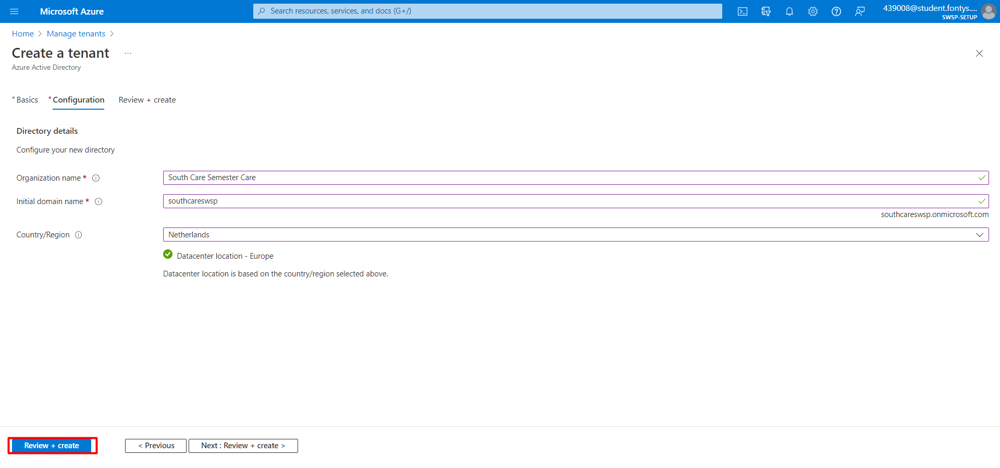 Microsoft Azure
Search resources, services, and docs (G+/)
439008@student.fontys....
SWSP-SETUP
Home > Manage tenants >
Create a tenant ...
Azure Active Directory
* Basics * Configuration Review + create
Directory details
Configure your new directory
Organization name * South Care Semester Care
Initial domain name * southcareswsp
southcareswsp.onmicrosoft.com
Country/Region Netherlands
Datacenter location - Europe
Datacenter location is based on the country/region selected above.
Review + create < Previous Next : Review + create >